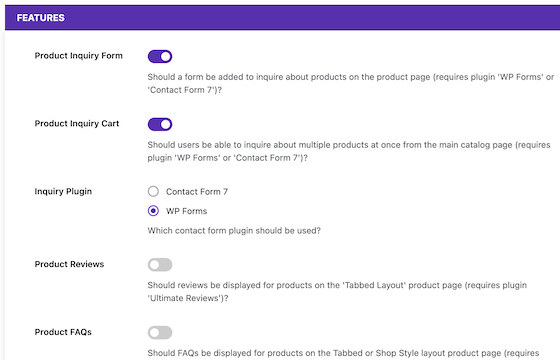 FEATURES
Product Inquiry Form
Should a form be added to inquire about products on the product page (requires plugin 'WP Forms' or
'Contact Form 7')?
Product Inquiry Cart
Should users be able to inquire about multiple products at once from the main catalog page (requires
plugin 'WP Forms' or 'Contact Form 7')?
Inquiry Plugin
Contact Form 7
WP Forms
Which contact form plugin should be used?
Product Reviews
Should reviews be displayed for products on the 'Tabbed Layout' product page (requires plugin
'Ultimate Reviews')?
Product FAQs
Should FAQs be displayed for products on the Tabbed or Shop Style layout product page (requires